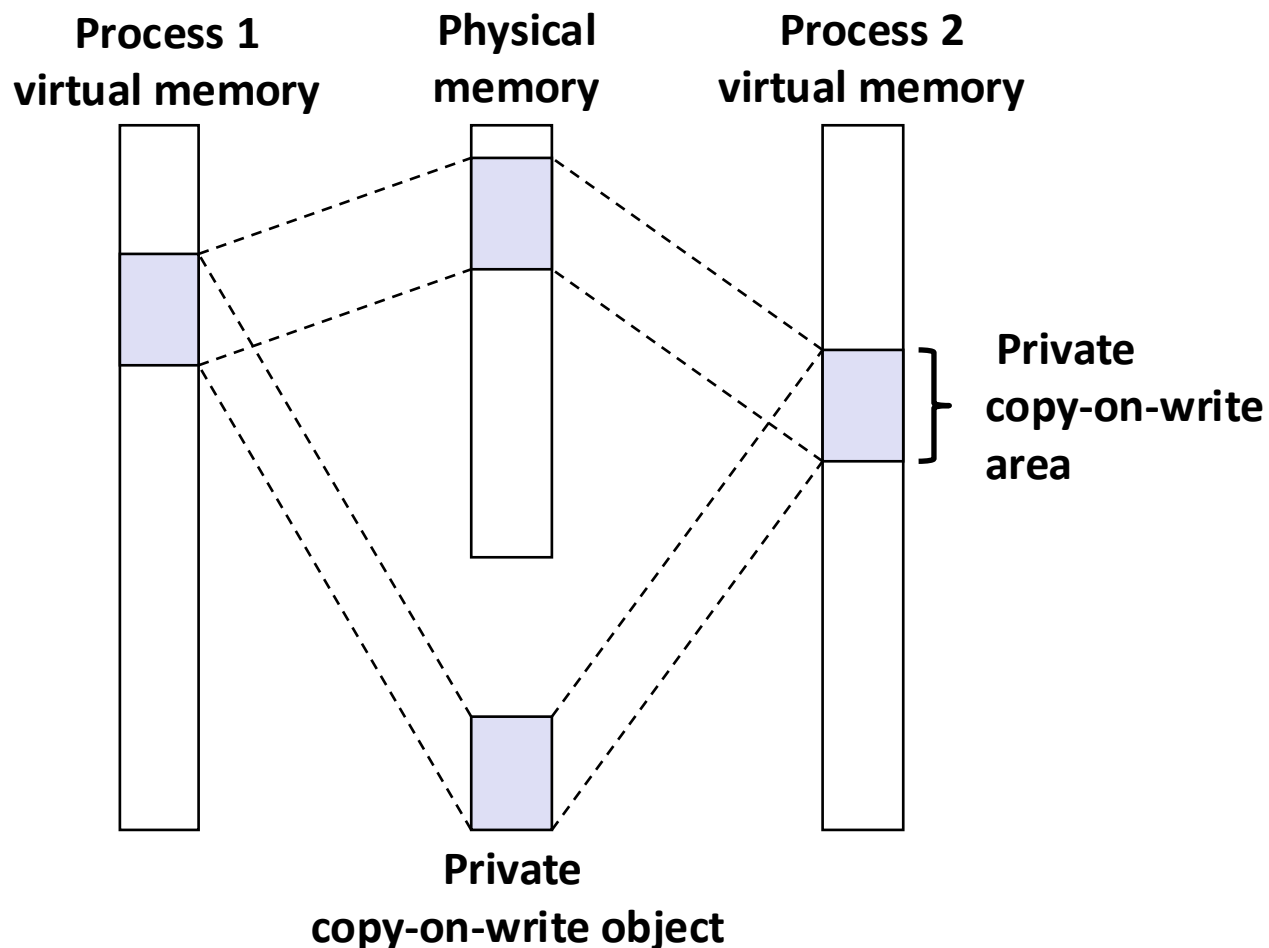 Process 1
virtual memory
Physical
memory
Process 2
virtual memory
Private
copy-on-write
area
Private
copy-on-write object